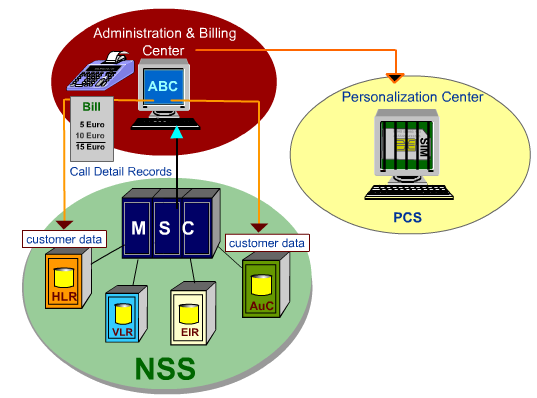 Administration & Billing
Center
ABC
Bill
5 Euro
10 Euro
15 Euro
Personalization Center
SIM
PCS
Call Detail Records
M S C
customer data
customer data
HLR
VLR
EIR
AuC
NSS